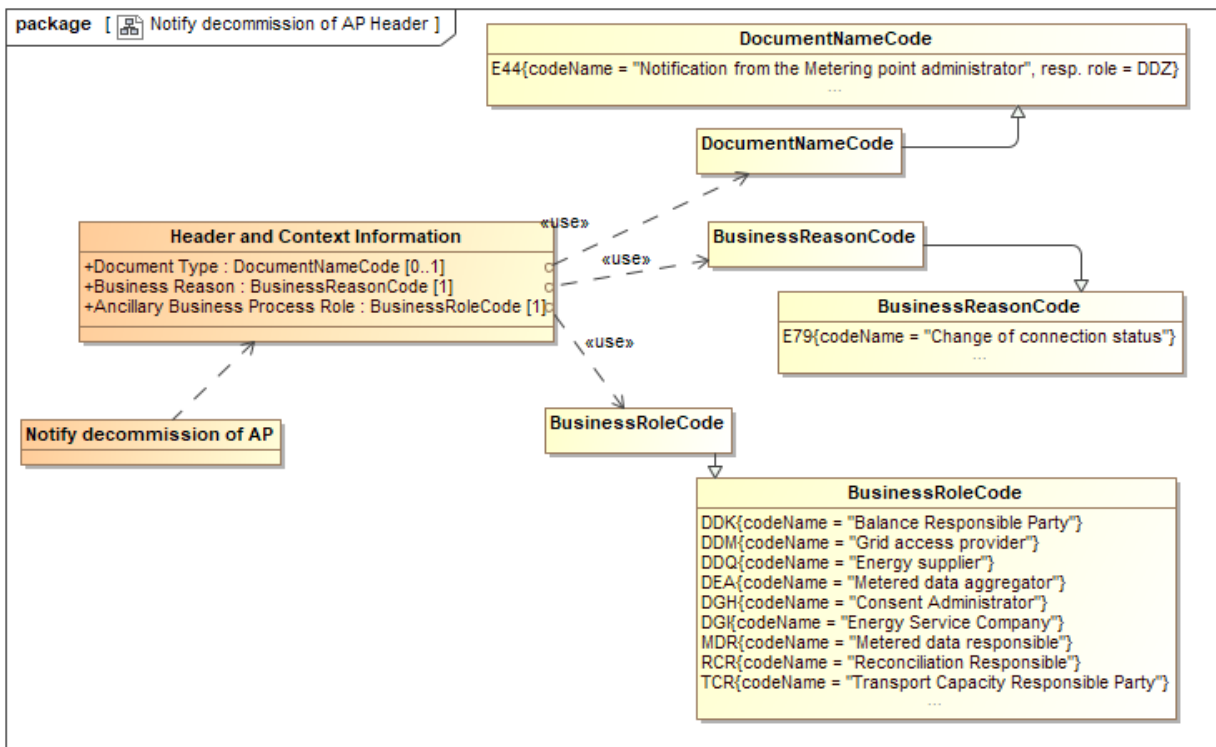 package [ Notify decommission of AP Header ]
DocumentNameCode
E44{codeName = "Notification from the Metering point administrator", resp. role = DDZ}
...
DocumentNameCode
«use»
Header and Context Information
+Document Type : DocumentNameCode [0..1]
+Business Reason : BusinessReasonCode [1]
+Ancillary Business Process Role : BusinessRoleCode [1]
«use»
BusinessReasonCode
BusinessReasonCode
E79{codeName = "Change of connection status"}
...
«use»
Notify decommission of AP
BusinessRoleCode
BusinessRoleCode
DDK{codeName = "Balance Responsible Party"}
DDM{codeName = "Grid access provider"}
DDQ{codeName = "Energy supplier"}
DEA{codeName = "Metered data aggregator"}
DGH{codeName = "Consent Administrator"}
DGI{codeName = "Energy Service Company"}
MDR{codeName = "Metered data responsible"}
RCR{codeName = "Reconciliation Responsible"}
TCR{codeName = "Transport Capacity Responsible Party"}
...